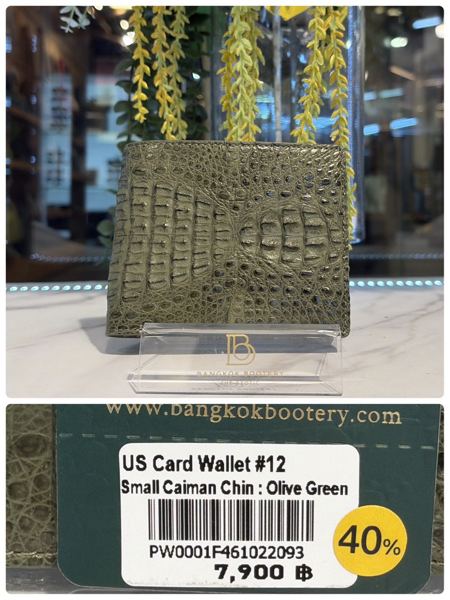 B
BANGKOK BOOTERY
www.bangkokbootery.com
US Card Wallet #12
Small Caiman Chin : Olive Green
PW0001F461022093
7,900 ฿
40%